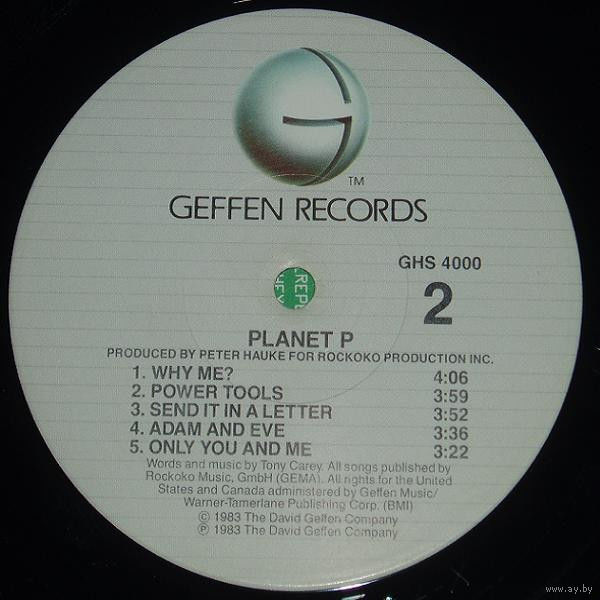 TM
GEFFEN RECORDS
GHS 4000
2
PLANET P
PRODUCED BY PETER HAUKE FOR ROCKOKO PRODUCTION INC.
1. WHY ME? 4:06
2. POWER TOOLS 3:59
3. SEND IT IN A LETTER 3:52
4. ADAM AND EVE 3:36
5. ONLY YOU AND ME 3:22
Words and music by Tony Carey. All songs published by
Rockoko Music, GmbH (GEMA). All rights for the United
States and Canada administered by Geffen Music/
Warner-Tamerlane Publishing Corp. (BMI)
© 1983 The David Geffen Company
℗ 1983 The David Geffen Company
www.ay.by